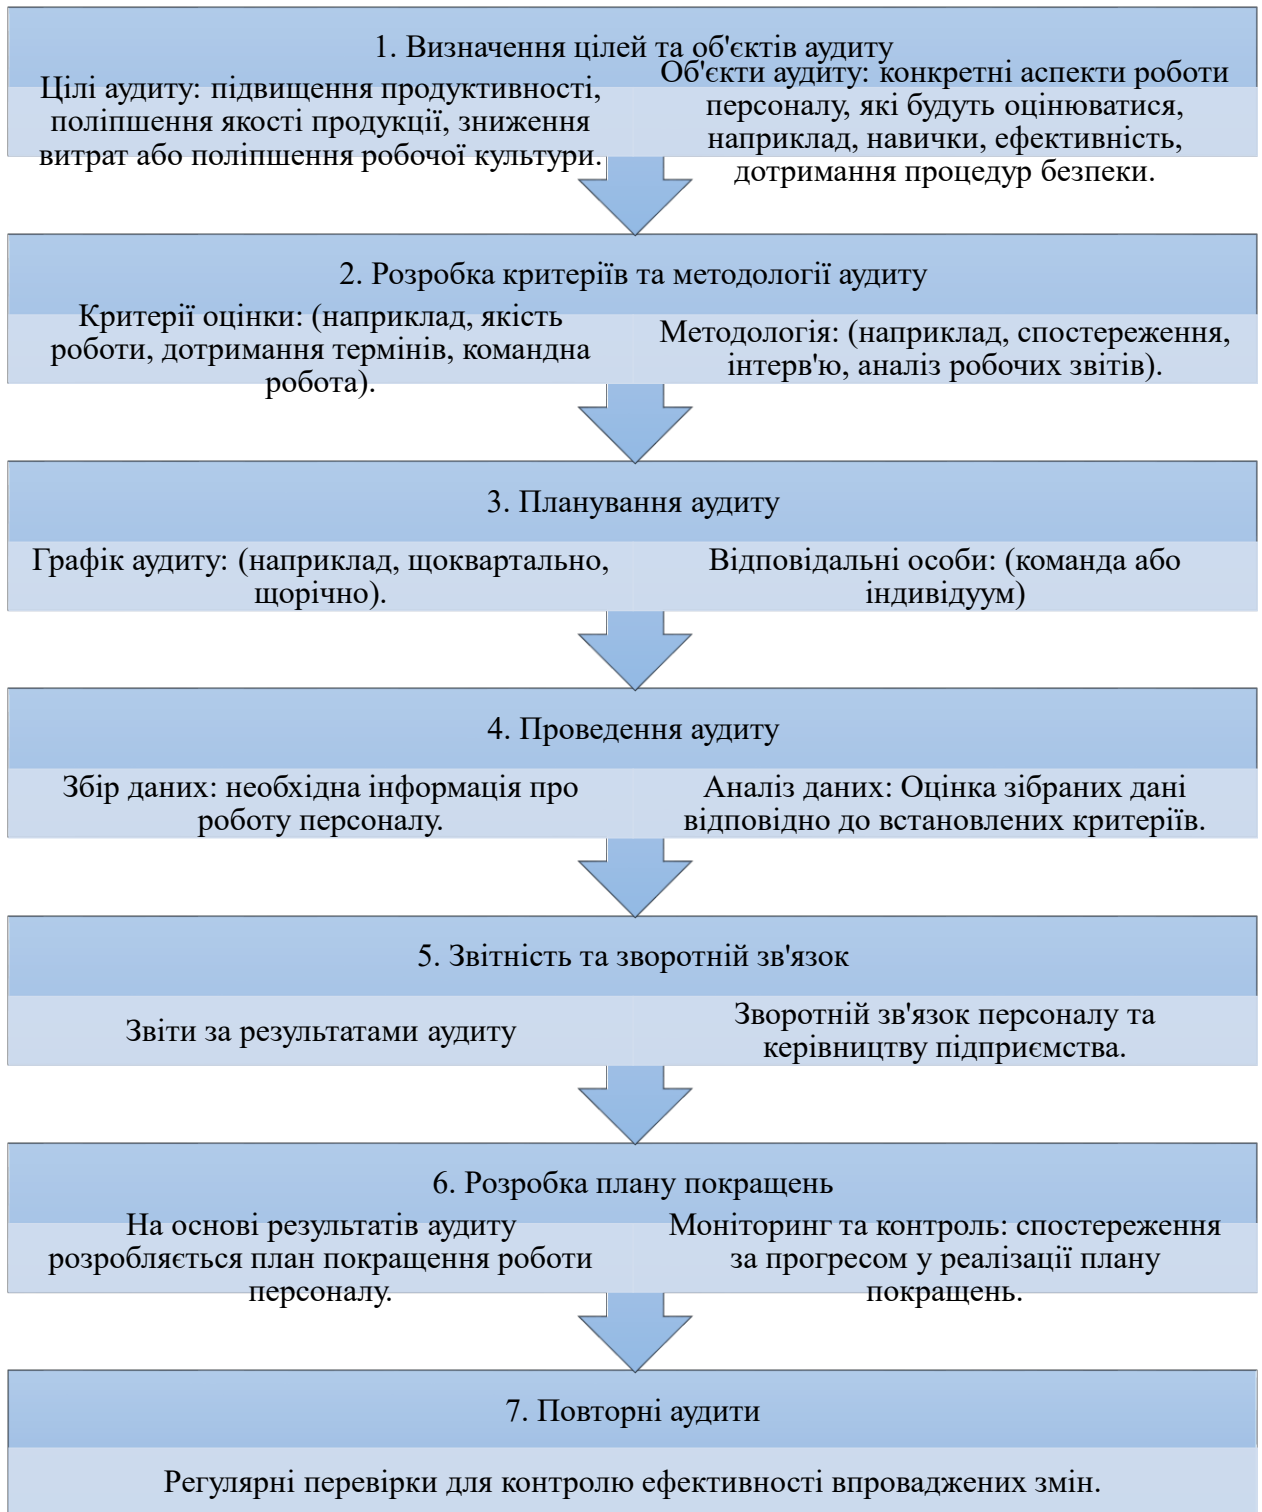 1. Визначення цілей та об'єктів аудиту
Цілі аудиту: підвищення продуктивності,
поліпшення якості продукції, зниження
витрат або поліпшення робочої культури.
Об'єкти аудиту: конкретні аспекти роботи
персоналу, які будуть оцінюватися,
наприклад, навички, ефективність,
дотримання процедур безпеки.
2. Розробка критеріїв та методології аудиту
Критерії оцінки: (наприклад, якість
роботи, дотримання термінів, командна
робота).
Методологія: (наприклад, спостереження,
інтерв'ю, аналіз робочих звітів).
3. Планування аудиту
Графік аудиту: (наприклад, щоквартально,
щорічно).
Відповідальні особи: (команда або
індивідуум)
4. Проведення аудиту
Збір даних: необхідна інформація про
роботу персоналу.
Аналіз даних: Оцінка зібраних дані
відповідно до встановлених критеріїв.
5. Звітність та зворотній зв'язок
Звіти за результатами аудиту
Зворотній зв'язок персоналу та
керівництву підприємства.
6. Розробка плану покращень
На основі результатів аудиту
розробляється план покращення роботи
персоналу.
Моніторинг та контроль: спостереження
за прогресом у реалізації плану
покращень.
7. Повторні аудити
Регулярні перевірки для контролю ефективності впроваджених змін.